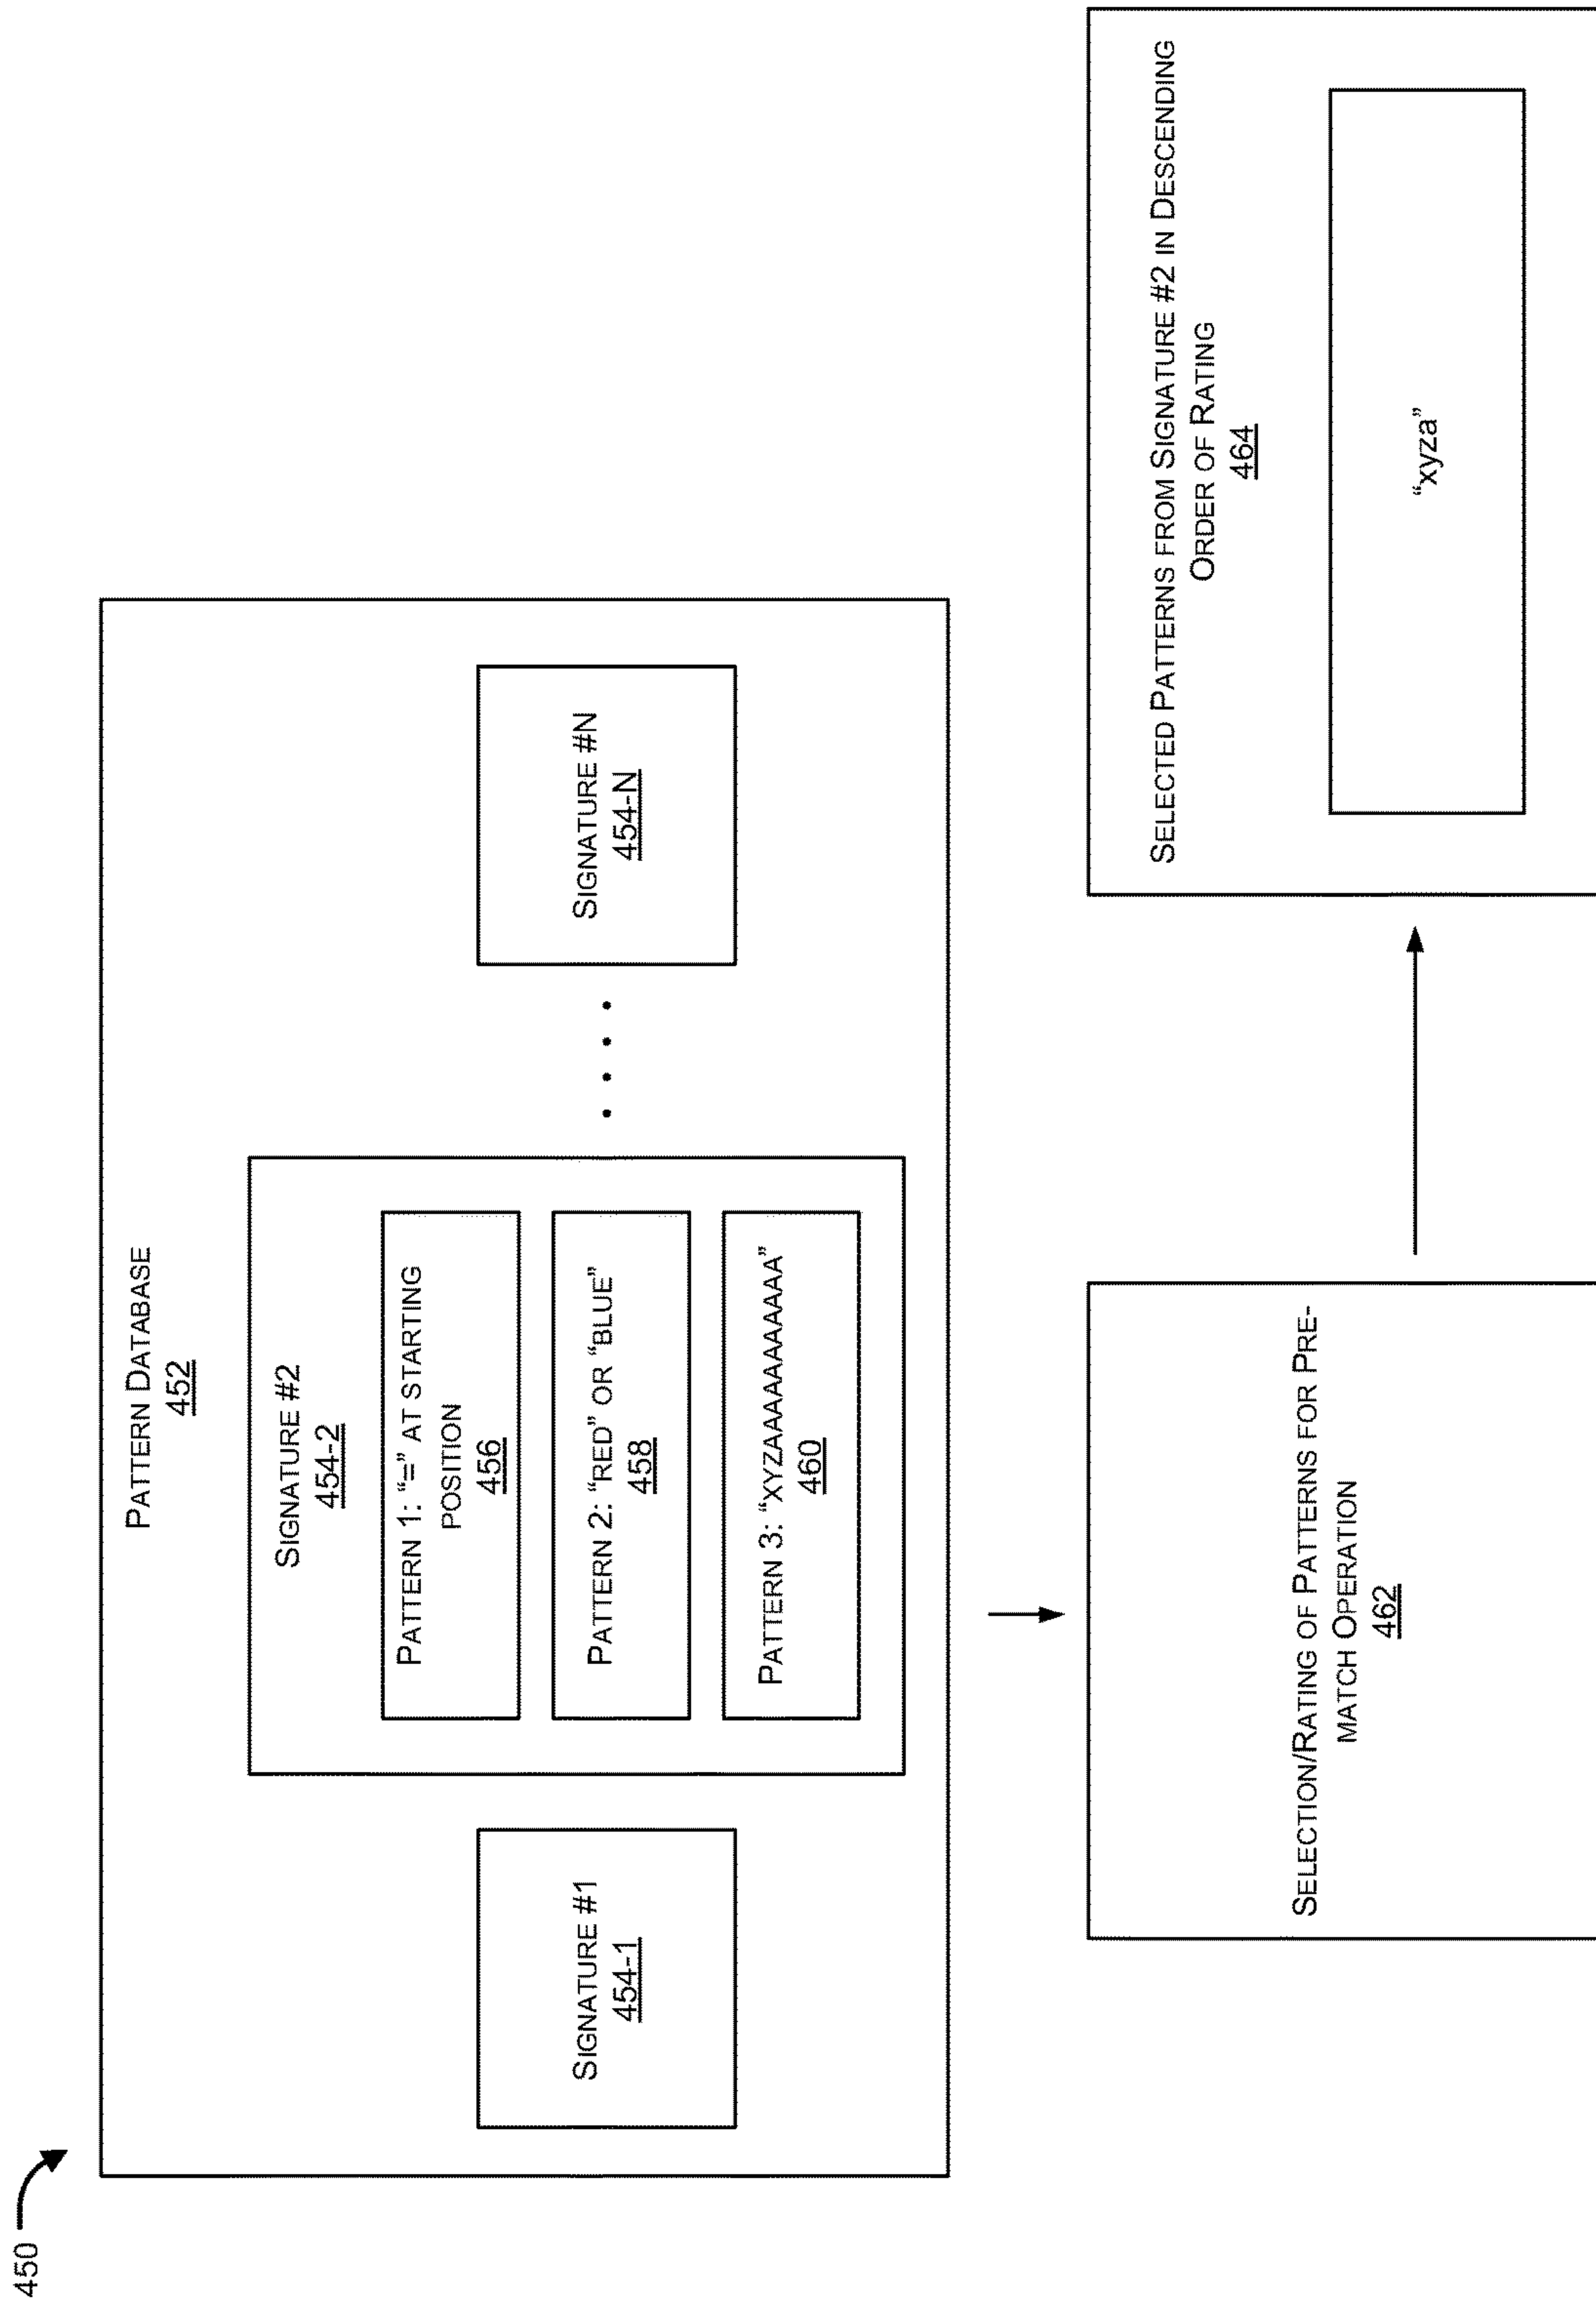 450
PATTERN DATABASE
452
SIGNATURE #1
454-1
SIGNATURE #2
454-2
PATTERN 1: “=” AT STARTING
POSITION
456
PATTERN 2: “RED” OR “BLUE”
458
PATTERN 3: “XYZAAAAAAAAAAA”
460
. . . .
SIGNATURE #N
454-N
SELECTION/RATING OF PATTERNS FOR PRE-
MATCH OPERATION
462
SELECTED PATTERNS FROM SIGNATURE #2 IN DESCENDING
ORDER OF RATING
464
“xyza”